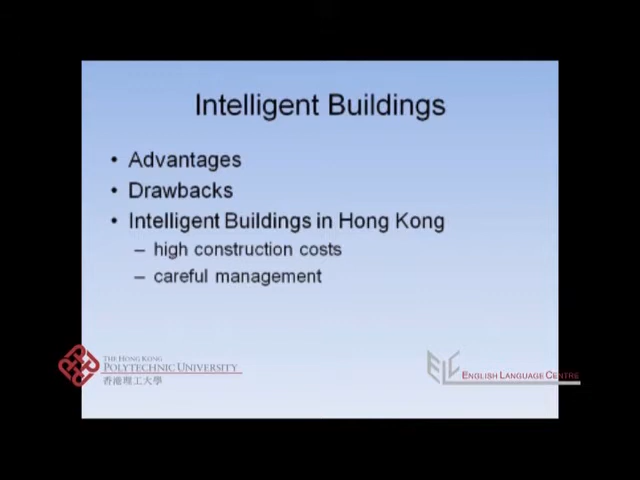 Intelligent Buildings
• Advantages
• Drawbacks
• Intelligent Buildings in Hong Kong
– high construction costs
– careful management
THE HONG KONG
POLYTECHNIC UNIVERSITY
香港理工大學
ELC
ENGLISH LANGUAGE CENTRE